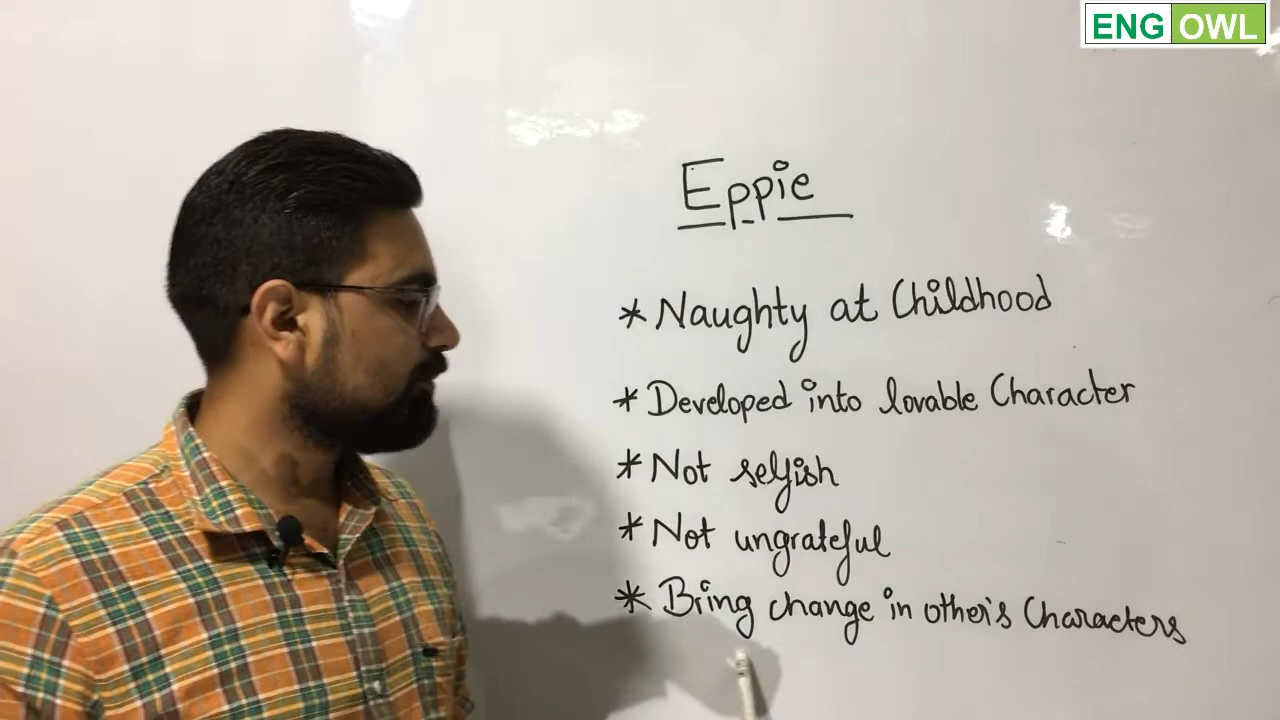 ENG OWL
Eppie
* Naughty at Childhood
* Developed into lovable Character
* Not selfish
* Not ungrateful
* Bring change in other's Characters